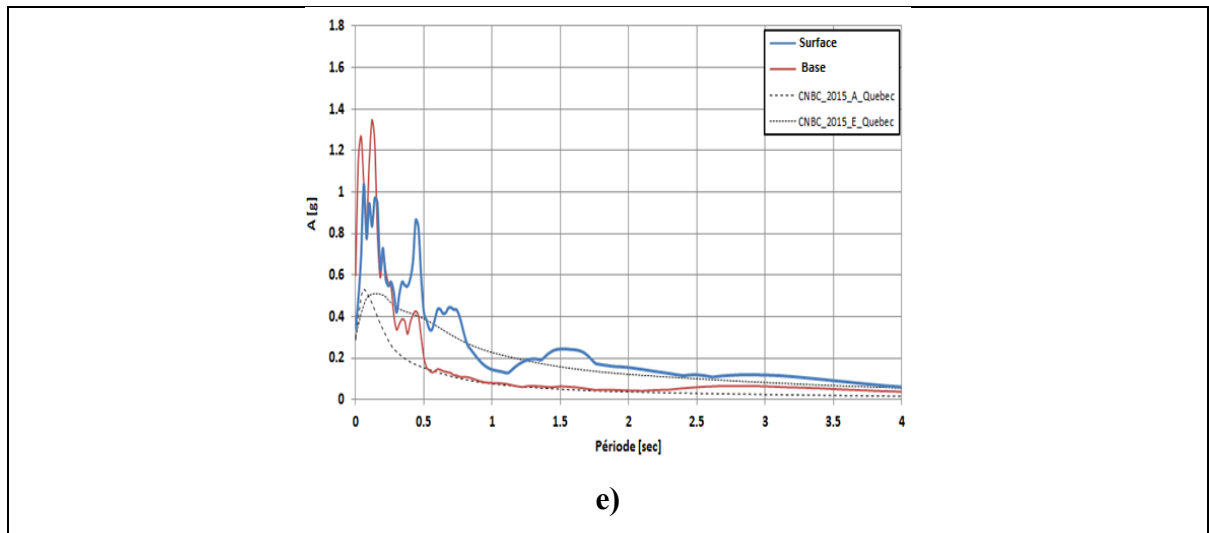 1.8
1.6
1.4
1.2
1
0.8
0.6
0.4
0.2
0
A [g]
Surface
Base
CNBC_2015_A_Quebec
CNBC_2015_E_Quebec
0 0.5 1 1.5 2 2.5 3 3.5 4
Période [sec]
e)